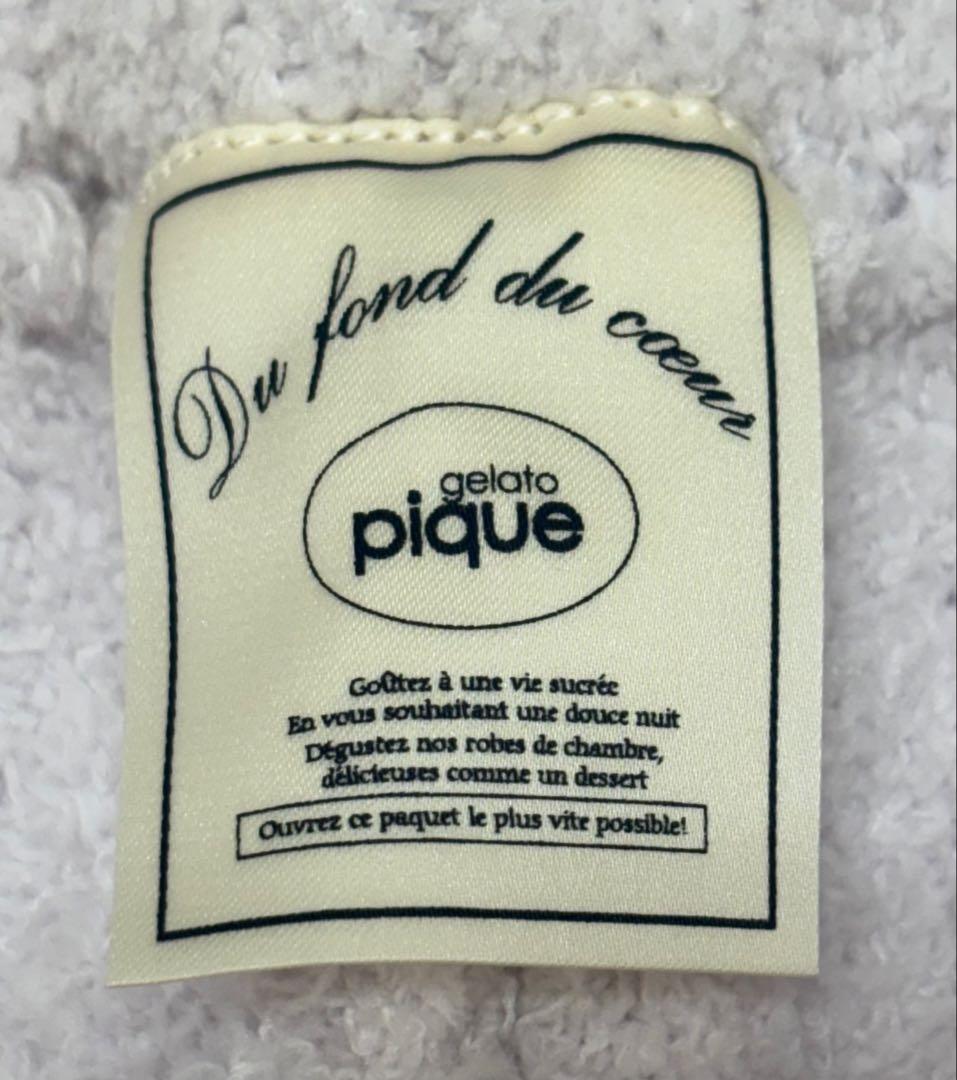 Du fond du cœur
gelato
pique
Goûtez à une vie sucrée
En vous souhaitant une douce nuit
Dégustez nos robes de chambre,
délicieuses comme un dessert
Ouvrez ce paquet le plus vite possible!